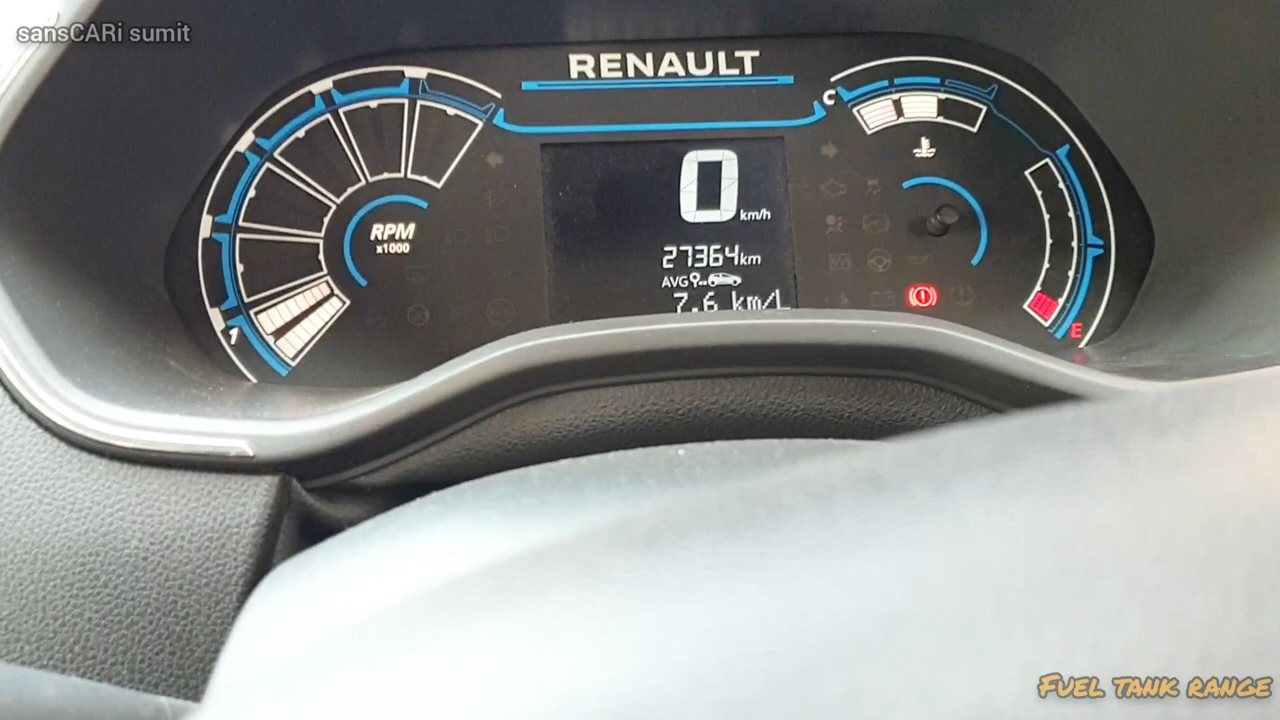 sansCARi sumit
RENAULT
C
0
km/h
RPM
x1000
27364km
AVG
7.6 km/L
1
E
FUEL TANK RANGE